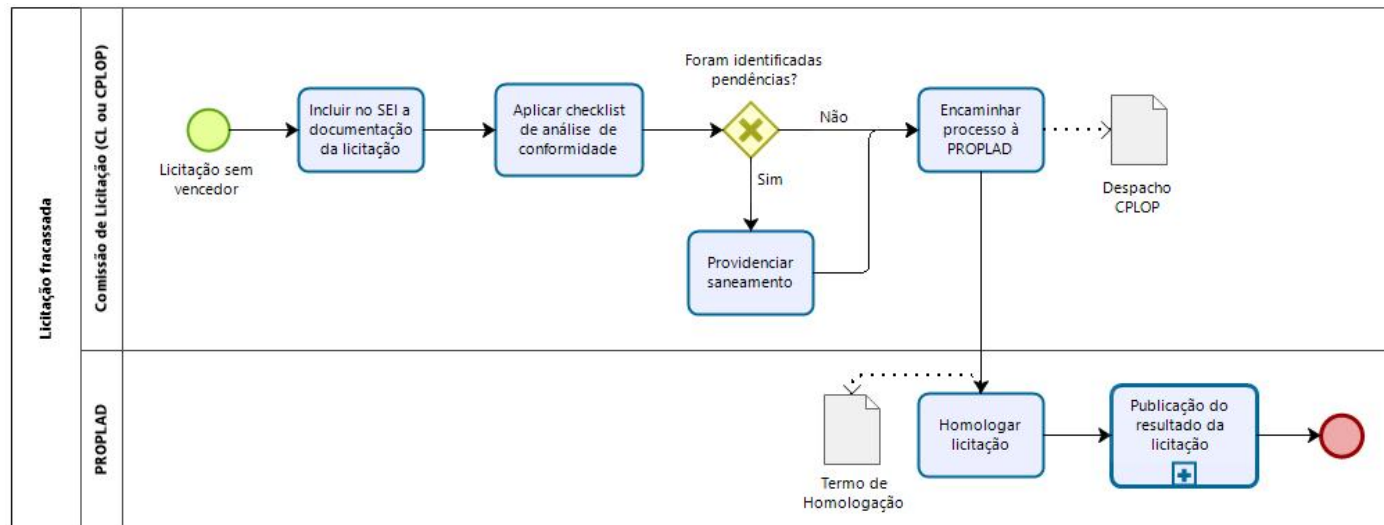 Licitação fracassada
Comissão de Licitação (CL ou CPLOP)
Licitação sem
vencedor
Incluir no SEI a
documentação
da licitação
Aplicar checklist
de análise de
conformidade
Foram identificadas
pendências?
Não
Sim
Providenciar
saneamento
Encaminhar
processo à
PROPLAD
Despacho
CPLOP
PROPLAD
Termo de
Homologação
Homologar
licitação
Publicação do
resultado da
licitação